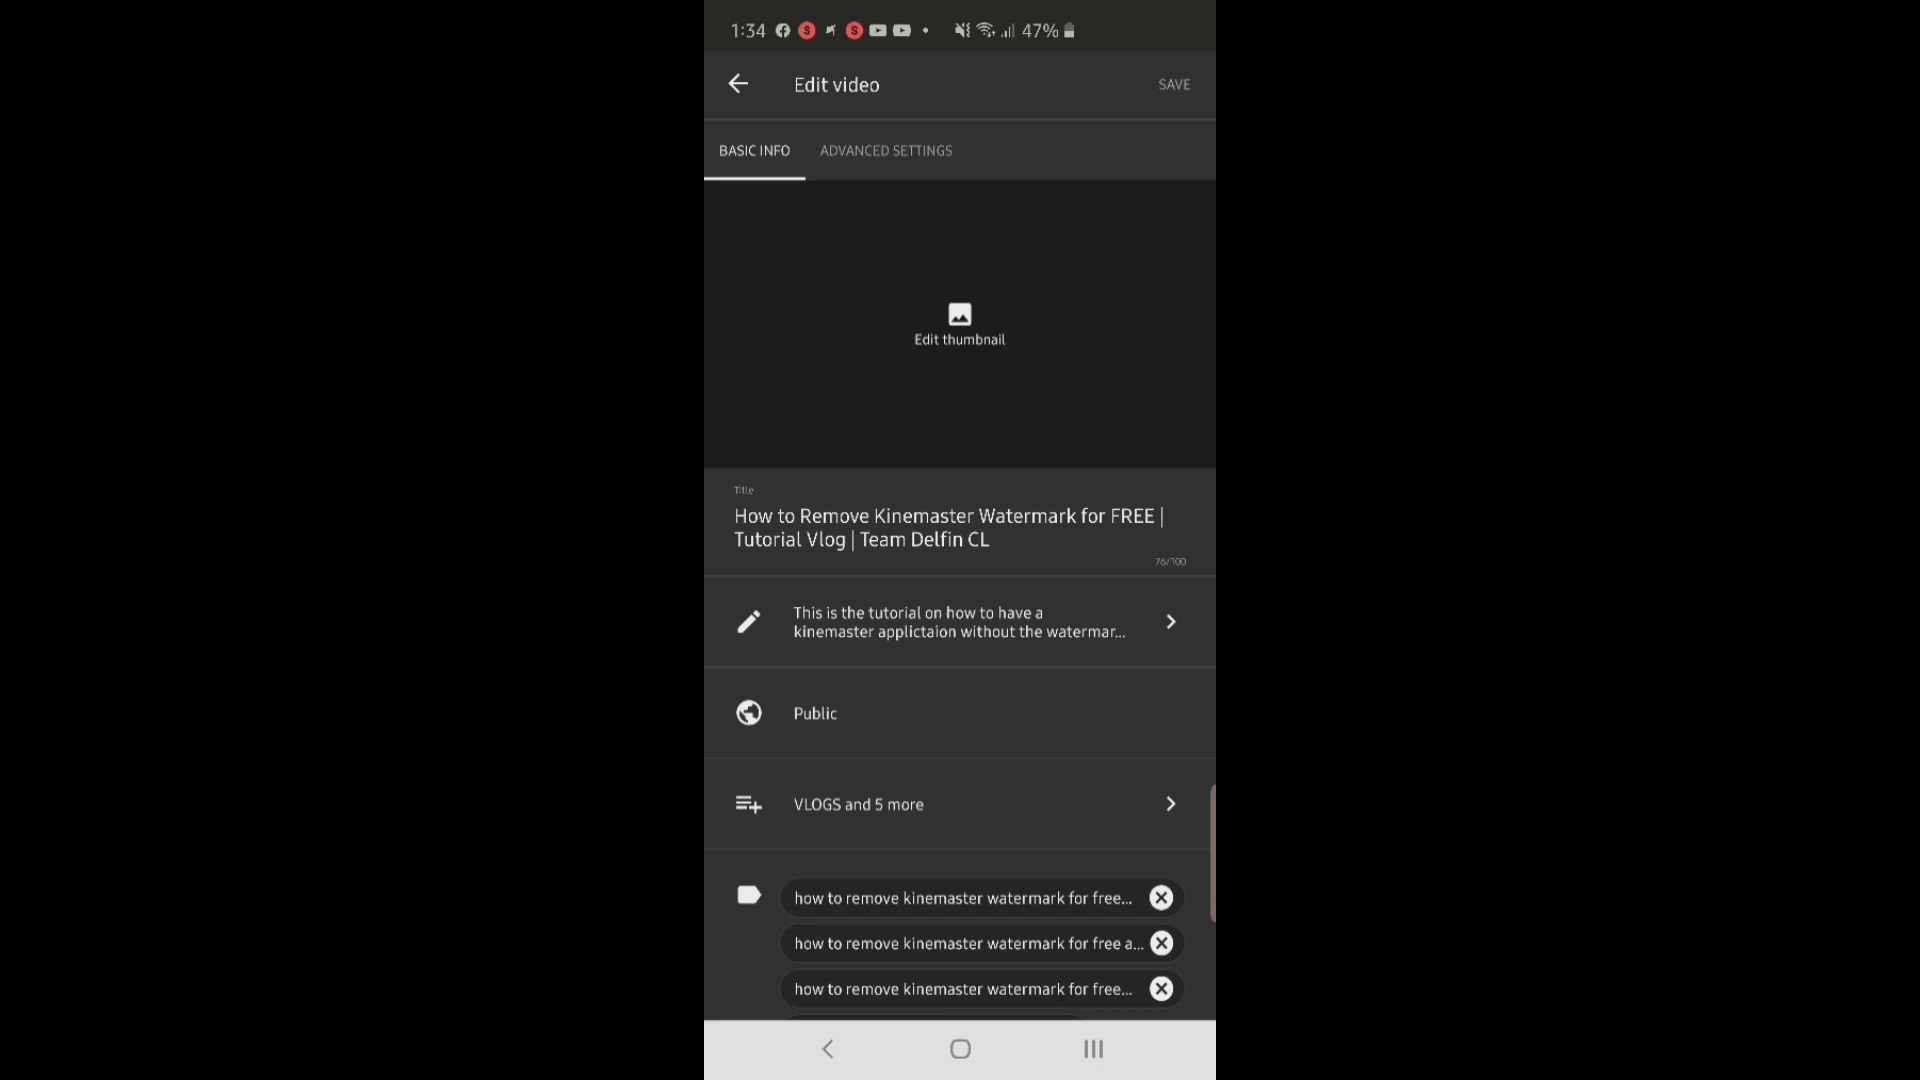 1:34
47%
Edit video
SAVE
BASIC INFO
ADVANCED SETTINGS
Edit thumbnail
Title
How to Remove Kinemaster Watermark for FREE |
Tutorial Vlog | Team Delfin CL
76/100
This is the tutorial on how to have a
kinemaster applictaion without the watermar...
Public
VLOGS and 5 more
how to remove kinemaster watermark for free...
how to remove kinemaster watermark for free a...
how to remove kinemaster watermark for free...